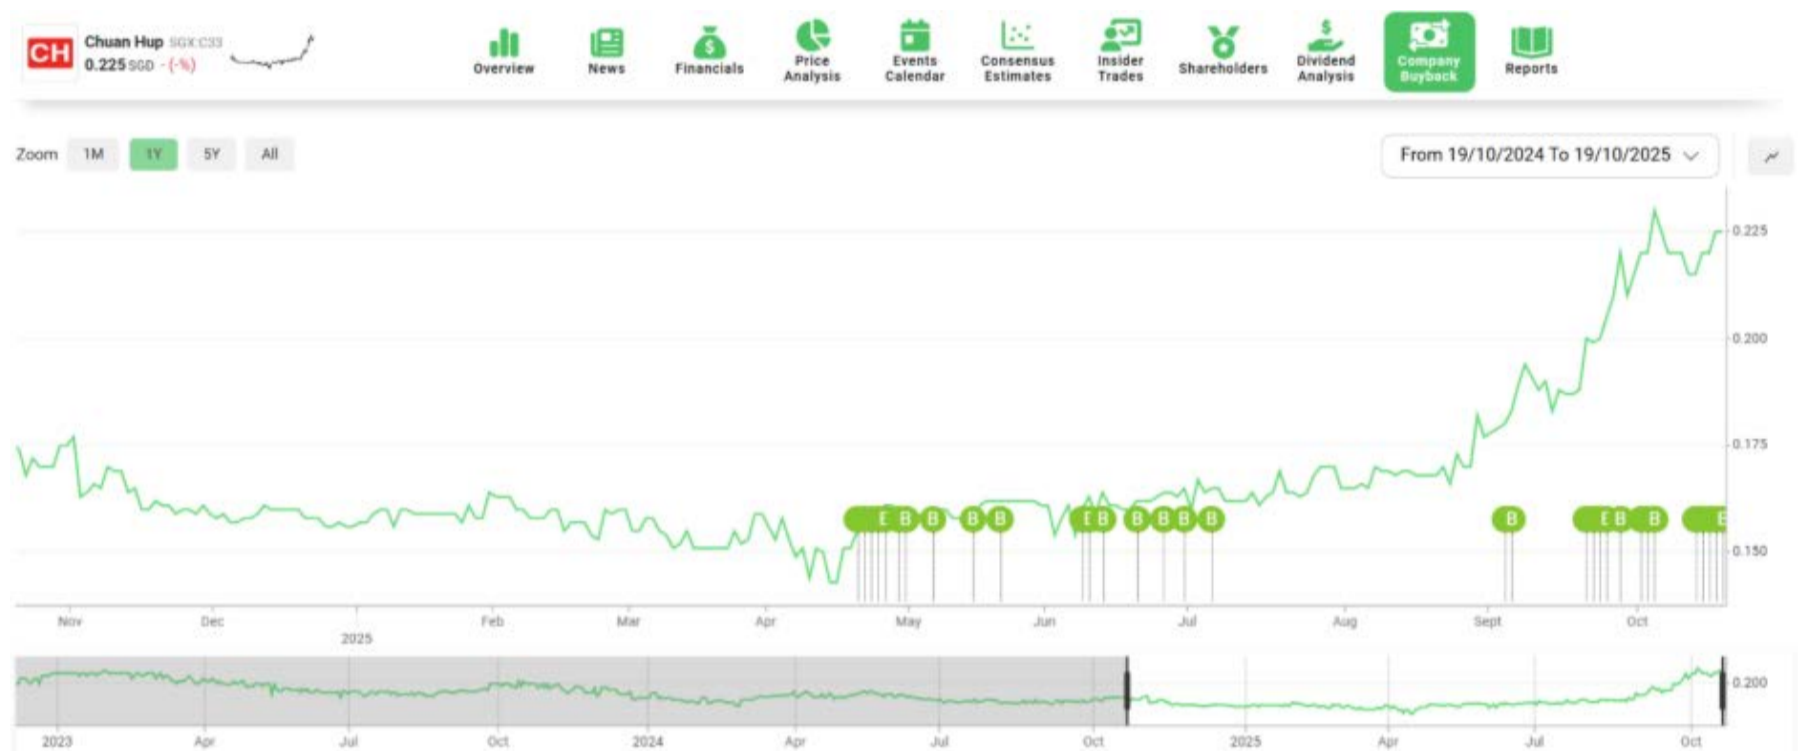 CH
Chuan Hup SGX:C33
0.225 SGD - (-%)
Overview
News
Financials
Price
Analysis
Events
Calendar
Consensus
Estimates
Insider
Trades
Shareholders
Dividend
Analysis
Company
Buyback
Reports
Zoom 1M 1Y 5Y All
From 19/10/2024 To 19/10/2025
0.225
0.200
0.175
0.150
B B B B B B B B B B B B B B B B B
Nov Dec 2025 Feb Mar Apr May Jun Jul Aug Sept Oct
0.200
2023 Apr Jul Oct 2024 Apr Jul Oct 2025 Apr Jul Oct